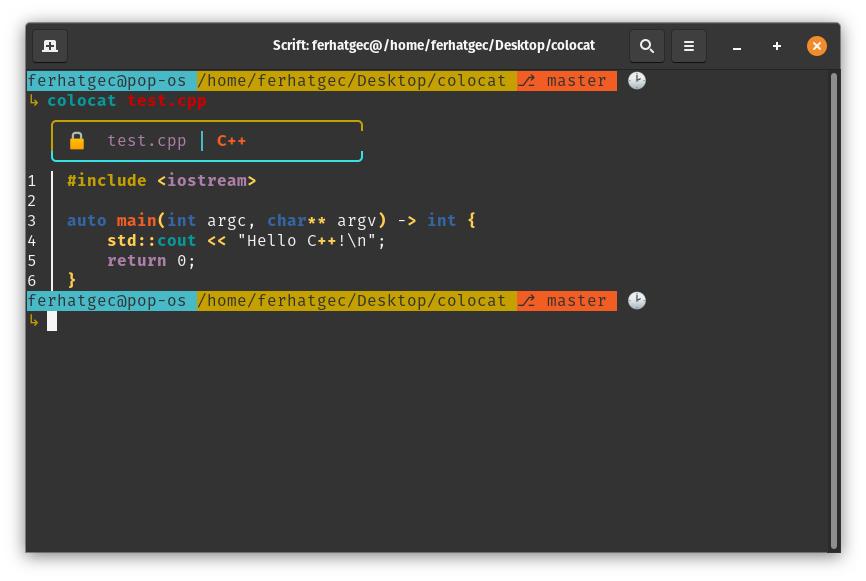 Scrift: ferhatgec@/home/ferhatgec/Desktop/colocat
ferhatgec@pop-os /home/ferhatgec/Desktop/colocat ⎇ master 🕑
↳ colocat test.cpp
🔒 test.cpp | C++
1 #include <iostream>
2
3 auto main(int argc, char** argv) -> int {
4     std::cout << "Hello C++!\n";
5     return 0;
6 }
ferhatgec@pop-os /home/ferhatgec/Desktop/colocat ⎇ master 🕑
↳